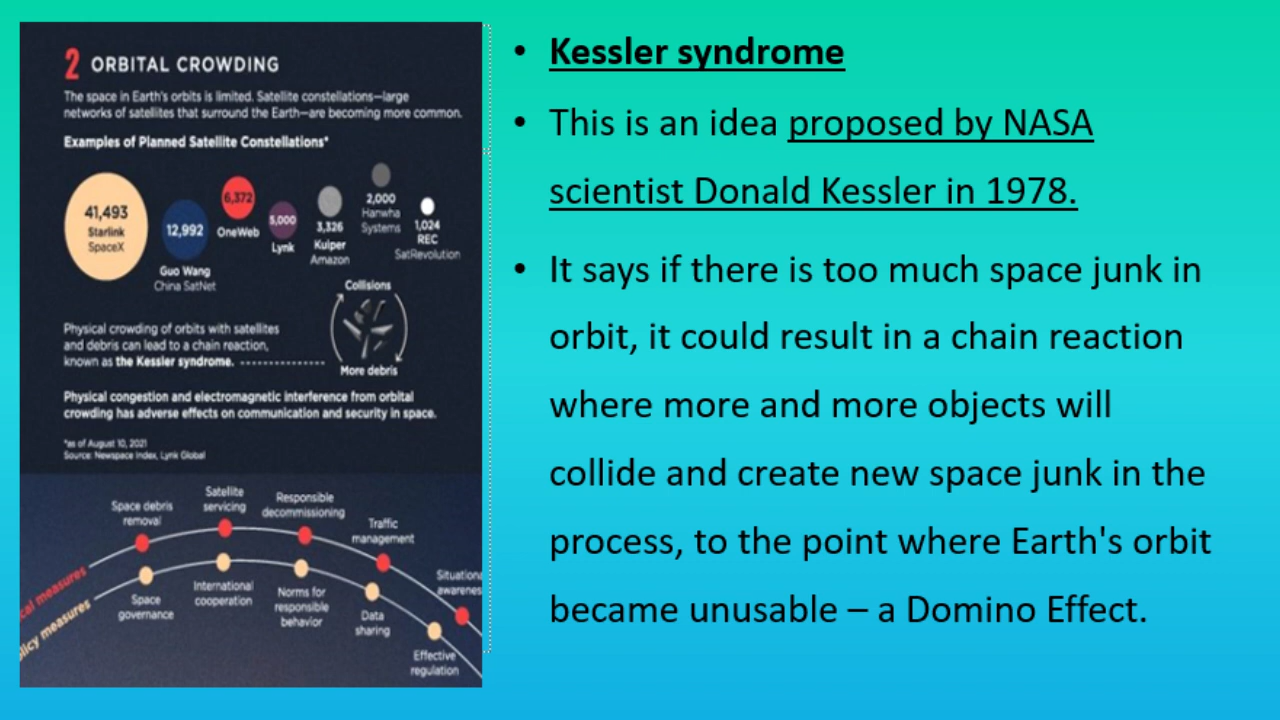 2 ORBITAL CROWDING
The space in Earth's orbits is limited. Satellite constellations—large
networks of satellites that surround the Earth—are becoming more common.
Examples of Planned Satellite Constellations*
41,493
Starlink
SpaceX
12,992
Guo Wang
China SatNet
6,372
OneWeb
5,000
Lynk
3,326
Kuiper
Amazon
2,000
Hanwha
Systems
1,024
REC
SatRevolution
Physical crowding of orbits with satellites
and debris can lead to a chain reaction,
known as the Kessler syndrome.
Collisions
More debris
Physical congestion and electromagnetic interference from orbital
crowding has adverse effects on communication and security in space.
*as of August 10, 2021
Source: Newspace Index, Lynk Global
Space debris
removal
Satellite
servicing
Responsible
decommissioning
Traffic
management
Situationa
awarenes
cal measures
olicy measures
Space
governance
International
cooperation
Norms for
responsible
behavior
Data
sharing
Effective
regulation
• Kessler syndrome
• This is an idea proposed by NASA
scientist Donald Kessler in 1978.
• It says if there is too much space junk in
orbit, it could result in a chain reaction
where more and more objects will
collide and create new space junk in the
process, to the point where Earth's orbit
became unusable – a Domino Effect.